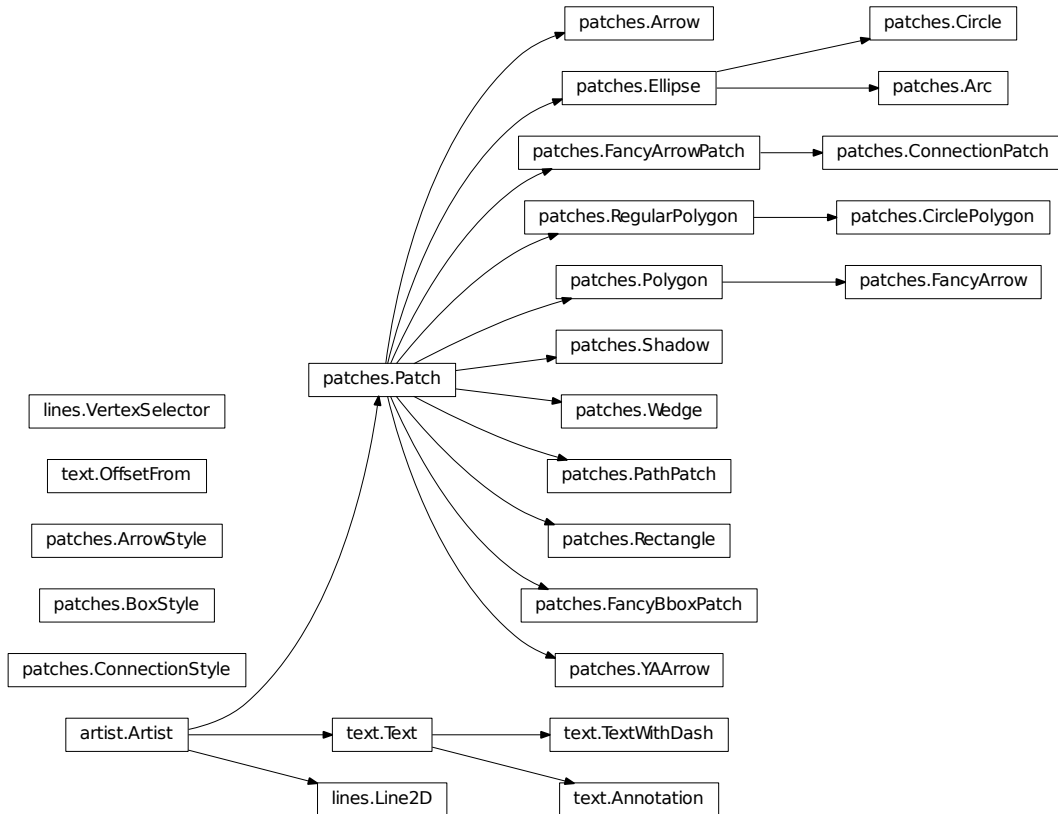 patches.Arrow
patches.Circle
patches.Ellipse
patches.Arc
patches.FancyArrowPatch
patches.ConnectionPatch
patches.RegularPolygon
patches.CirclePolygon
patches.Polygon
patches.FancyArrow
patches.Shadow
patches.Patch
lines.VertexSelector
patches.Wedge
text.OffsetFrom
patches.PathPatch
patches.ArrowStyle
patches.Rectangle
patches.BoxStyle
patches.FancyBboxPatch
patches.ConnectionStyle
patches.YAArrow
artist.Artist
text.Text
text.TextWithDash
lines.Line2D
text.Annotation